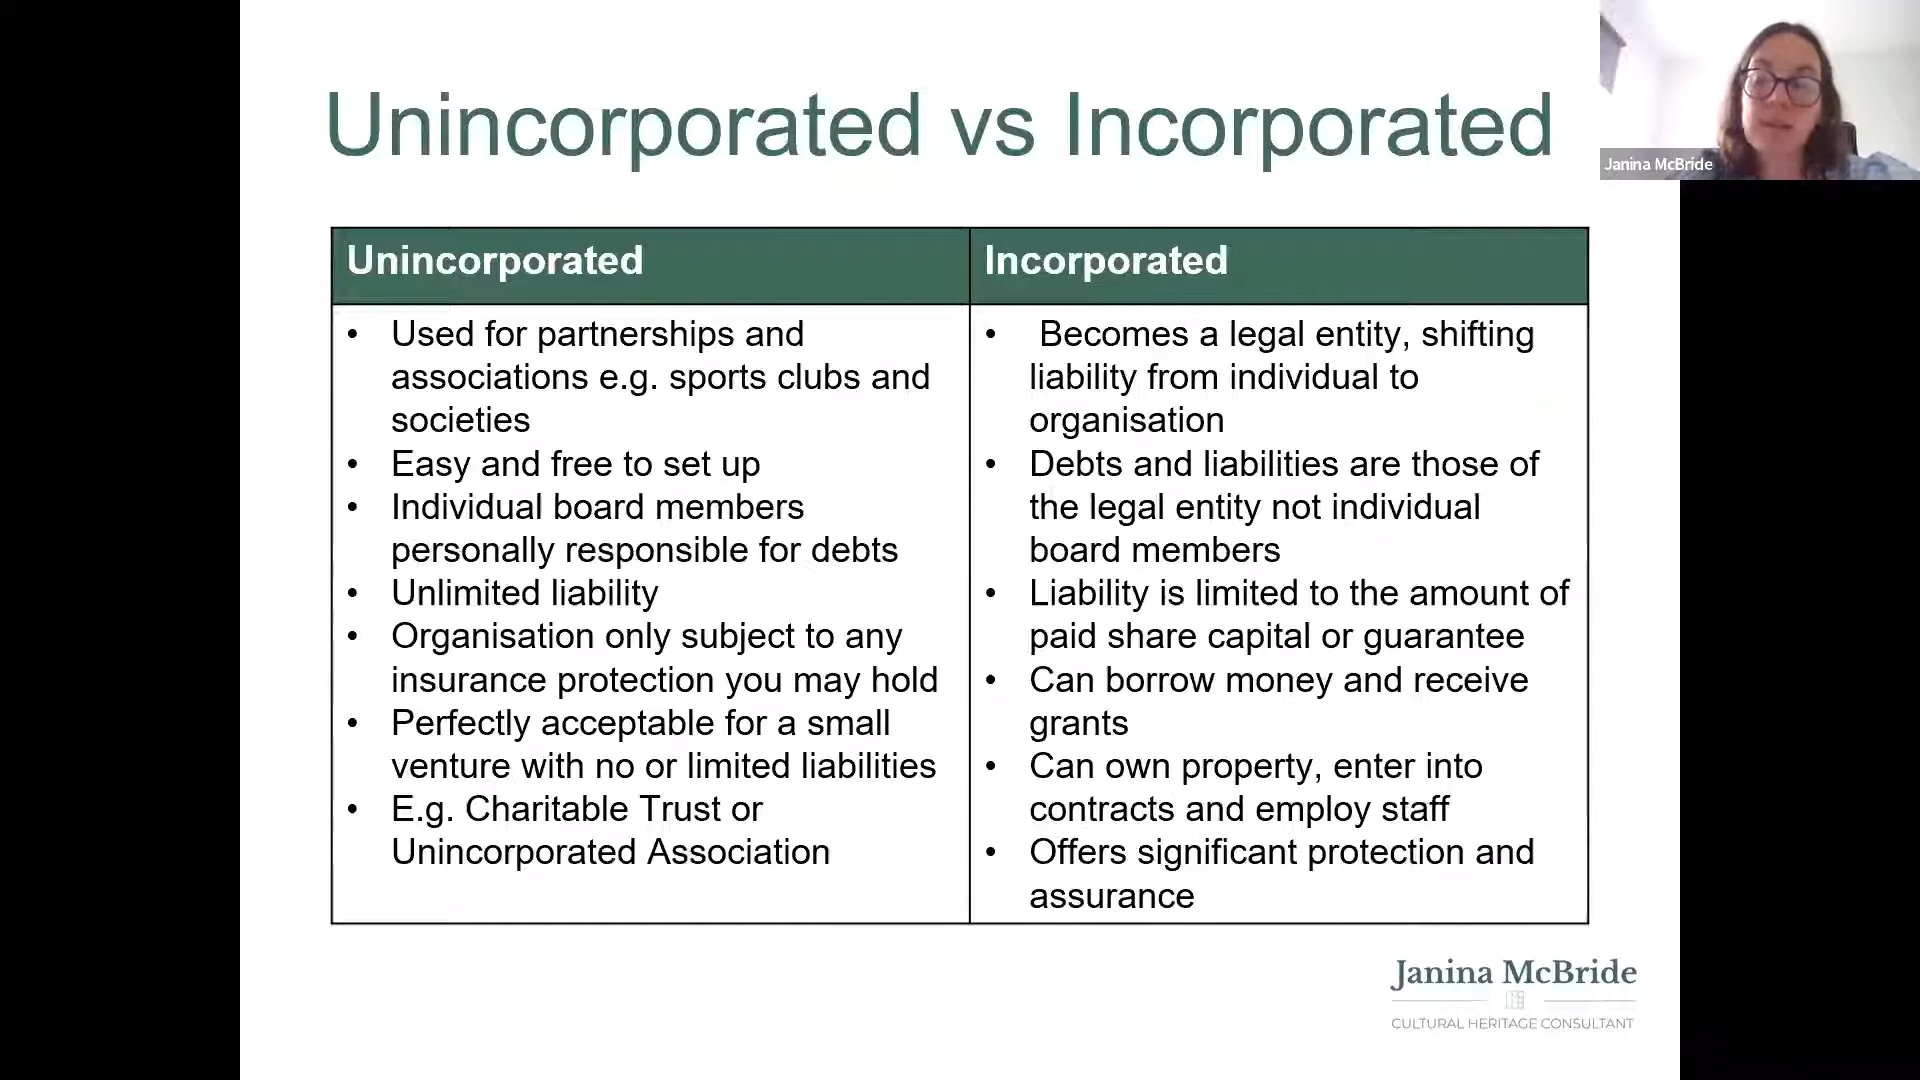 Unincorporated vs Incorporated
Janina McBride
Unincorporated
• Used for partnerships and
associations e.g. sports clubs and
societies
• Easy and free to set up
• Individual board members
personally responsible for debts
• Unlimited liability
• Organisation only subject to any
insurance protection you may hold
• Perfectly acceptable for a small
venture with no or limited liabilities
• E.g. Charitable Trust or
Unincorporated Association
Incorporated
• Becomes a legal entity, shifting
liability from individual to
organisation
• Debts and liabilities are those of
the legal entity not individual
board members
• Liability is limited to the amount of
paid share capital or guarantee
• Can borrow money and receive
grants
• Can own property, enter into
contracts and employ staff
• Offers significant protection and
assurance
Janina McBride
CULTURAL HERITAGE CONSULTANT